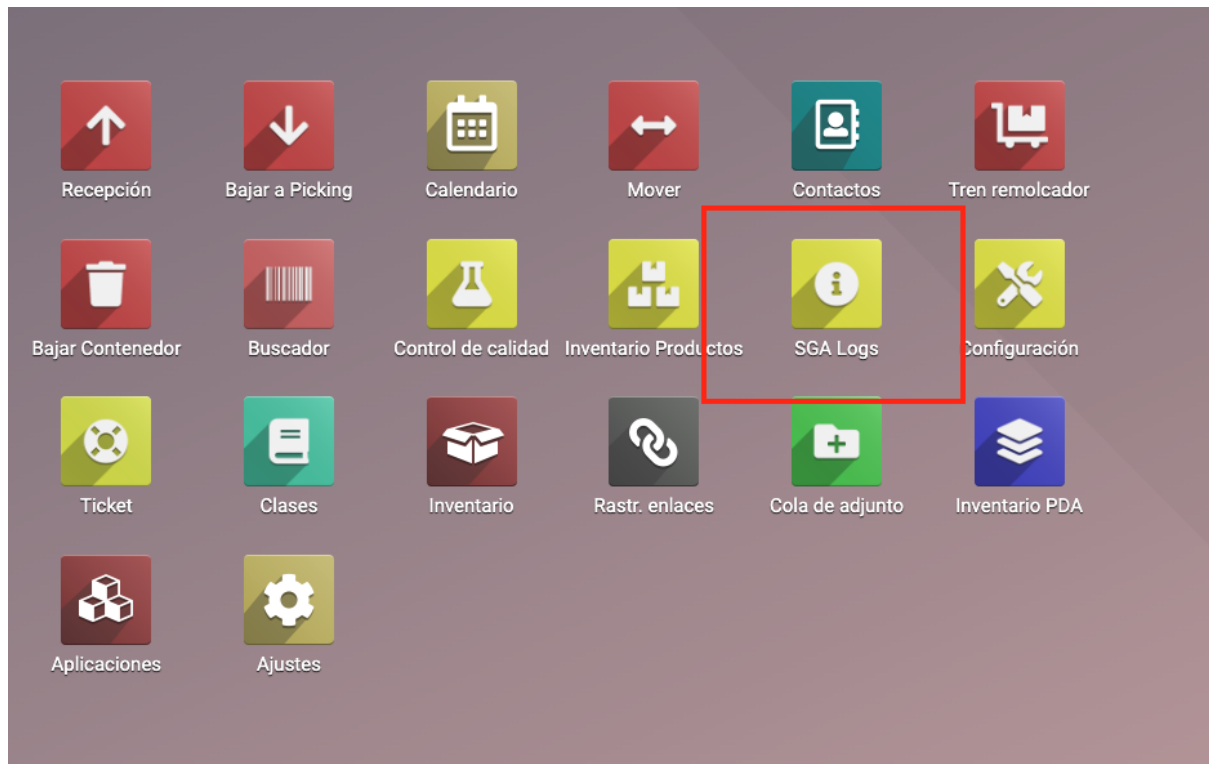 Recepción
Bajar a Picking
Calendario
Mover
Contactos
Tren remolcador
Bajar Contenedor
Buscador
Control de calidad
Inventario Productos
SGA Logs
Configuración
Ticket
Clases
Inventario
Rastr. enlaces
Cola de adjunto
Inventario PDA
Aplicaciones
Ajustes